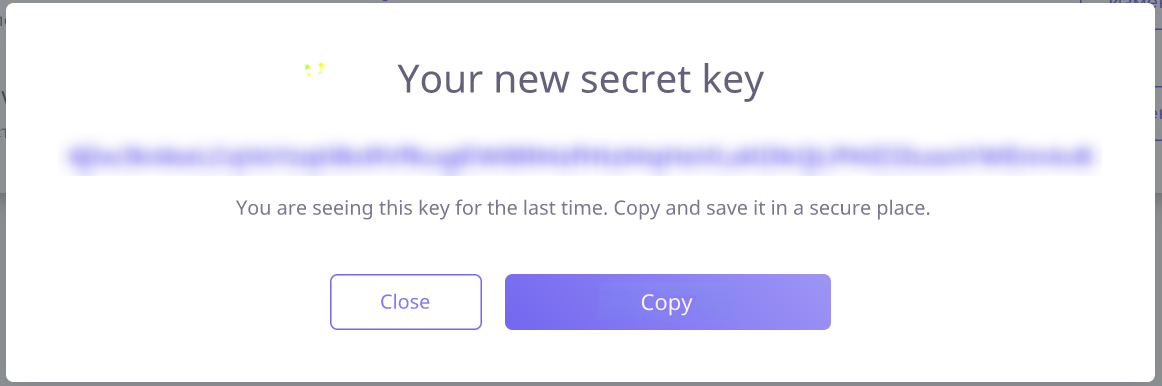 Your new secret key
You are seeing this key for the last time. Copy and save it in a secure place.
Close
Copy